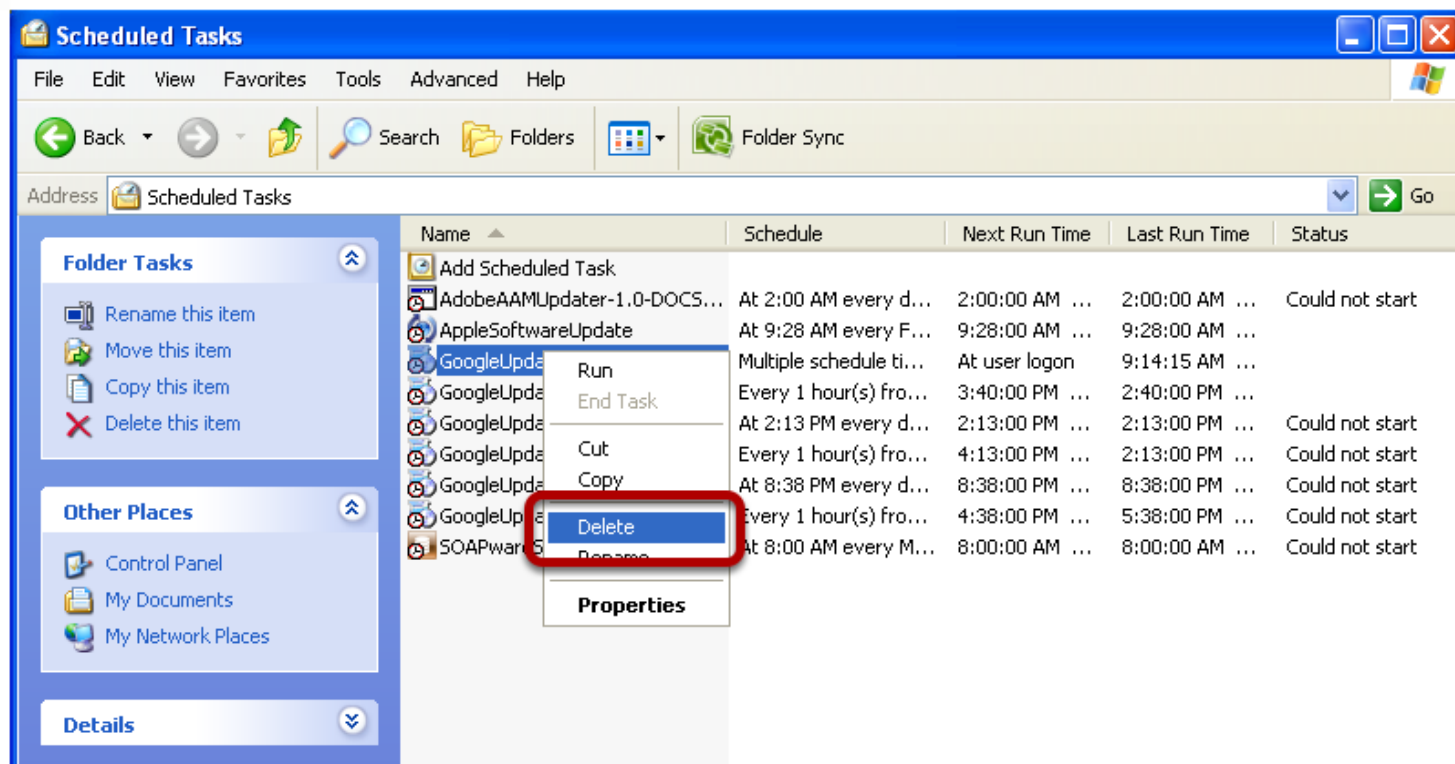 Scheduled Tasks
File Edit View Favorites Tools Advanced Help
Back Search Folders Folder Sync
Address Scheduled Tasks Go
Folder Tasks
Rename this item
Move this item
Copy this item
Delete this item
Other Places
Control Panel
My Documents
My Network Places
Details
Name Schedule Next Run Time Last Run Time Status
Add Scheduled Task
AdobeAAMUpdater-1.0-DOCS... At 2:00 AM every d... 2:00:00 AM ... 2:00:00 AM ... Could not start
AppleSoftwareUpdate At 9:28 AM every F... 9:28:00 AM ... 9:28:00 AM ...
GoogleUpda Multiple schedule ti... At user logon 9:14:15 AM ...
GoogleUpda Every 1 hour(s) fro... 3:40:00 PM ... 2:40:00 PM ...
GoogleUpda At 2:13 PM every d... 2:13:00 PM ... 2:13:00 PM ... Could not start
GoogleUpda Every 1 hour(s) fro... 4:13:00 PM ... 2:13:00 PM ... Could not start
GoogleUpda At 8:38 PM every d... 8:38:00 PM ... 8:38:00 PM ... Could not start
GoogleUpda Every 1 hour(s) fro... 4:38:00 PM ... 5:38:00 PM ... Could not start
SOAPwareS At 8:00 AM every M... 8:00:00 AM ... 8:00:00 AM ... Could not start
Run
End Task
Cut
Copy
Delete
Rename
Properties